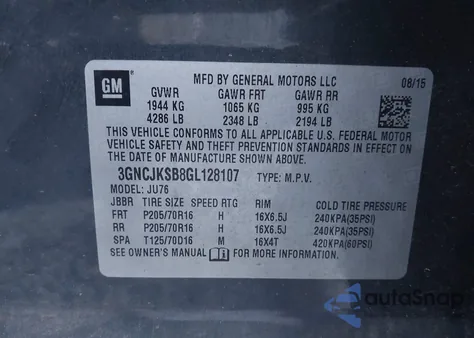 GM
MFD BY GENERAL MOTORS LLC
08/15
GVWR GAWR FRT GAWR RR
1944 KG 1065 KG 995 KG
4286 LB 2348 LB 2194 LB
THIS VEHICLE CONFORMS TO ALL APPLICABLE U.S. FEDERAL MOTOR
VEHICLE SAFETY AND THEFT PREVENTION STANDARDS IN EFFECT ON
THE DATE OF MANUFACTURE SHOWN ABOVE.
3GNCJKSB8GL128107 TYPE: M.P.V.
MODEL: JU76
JBBR TIRE SIZE SPEED RTG RIM COLD TIRE PRESSURE
FRT P205/70R16 H 16X6.5J 240KPA(35PSI)
RR P205/70R16 H 16X6.5J 240KPA(35PSI)
SPA T125/70D16 M 16X4T 420KPA(60PSI)
SEE OWNER'S MANUAL FOR ADDITIONAL INFORMATION.
autoSnap